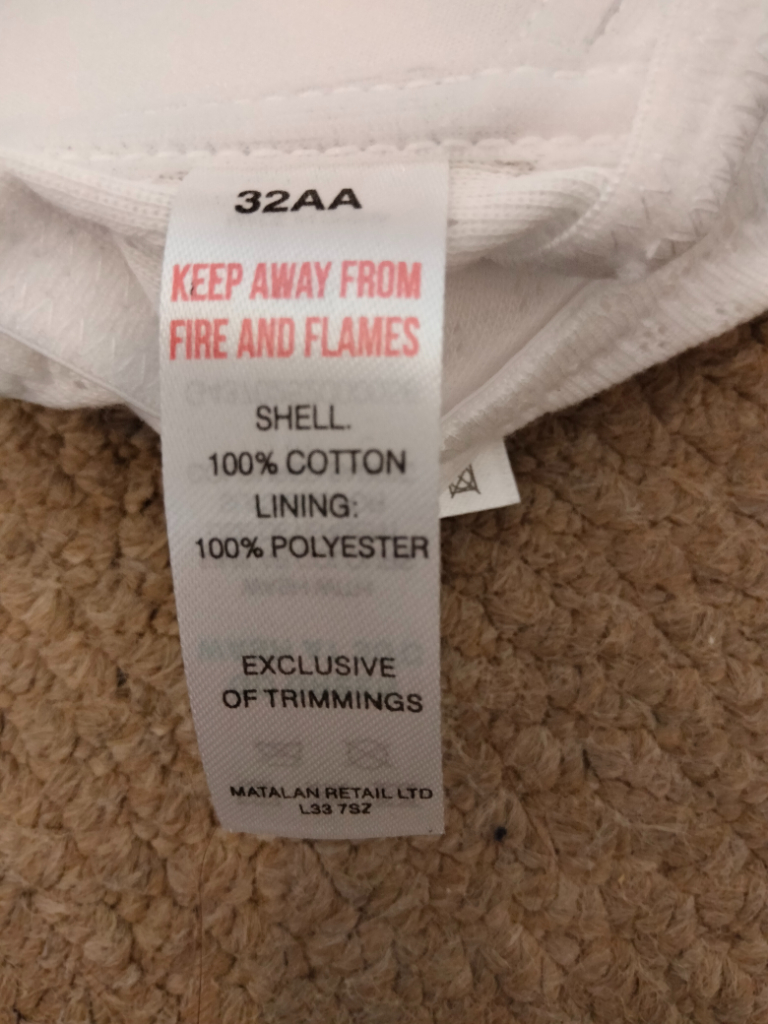 32AA
KEEP AWAY FROM
FIRE AND FLAMES
SHELL.
100% COTTON
LINING:
100% POLYESTER
EXCLUSIVE
OF TRIMMINGS
MATALAN RETAIL LTD
L33 7SZ